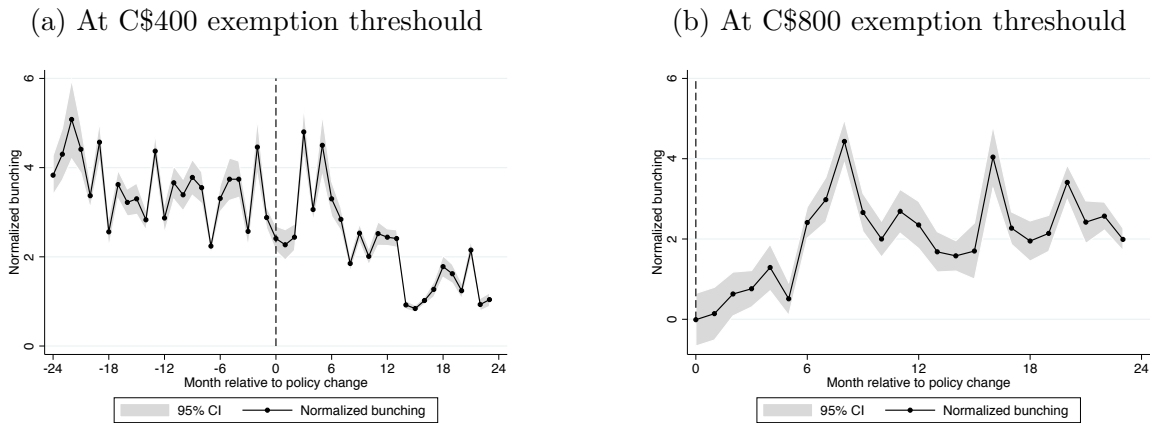 (a) At C$400 exemption threshould
(b) At C$800 exemption threshould
Normalized bunching
6
4
2
0
-24 -18 -12 -6 0 6 12 18 24
Month relative to policy change
95% CI Normalized bunching
Normalized bunching
6
4
2
0
0 6 12 18 24
Month relative to policy change
95% CI Normalized bunching